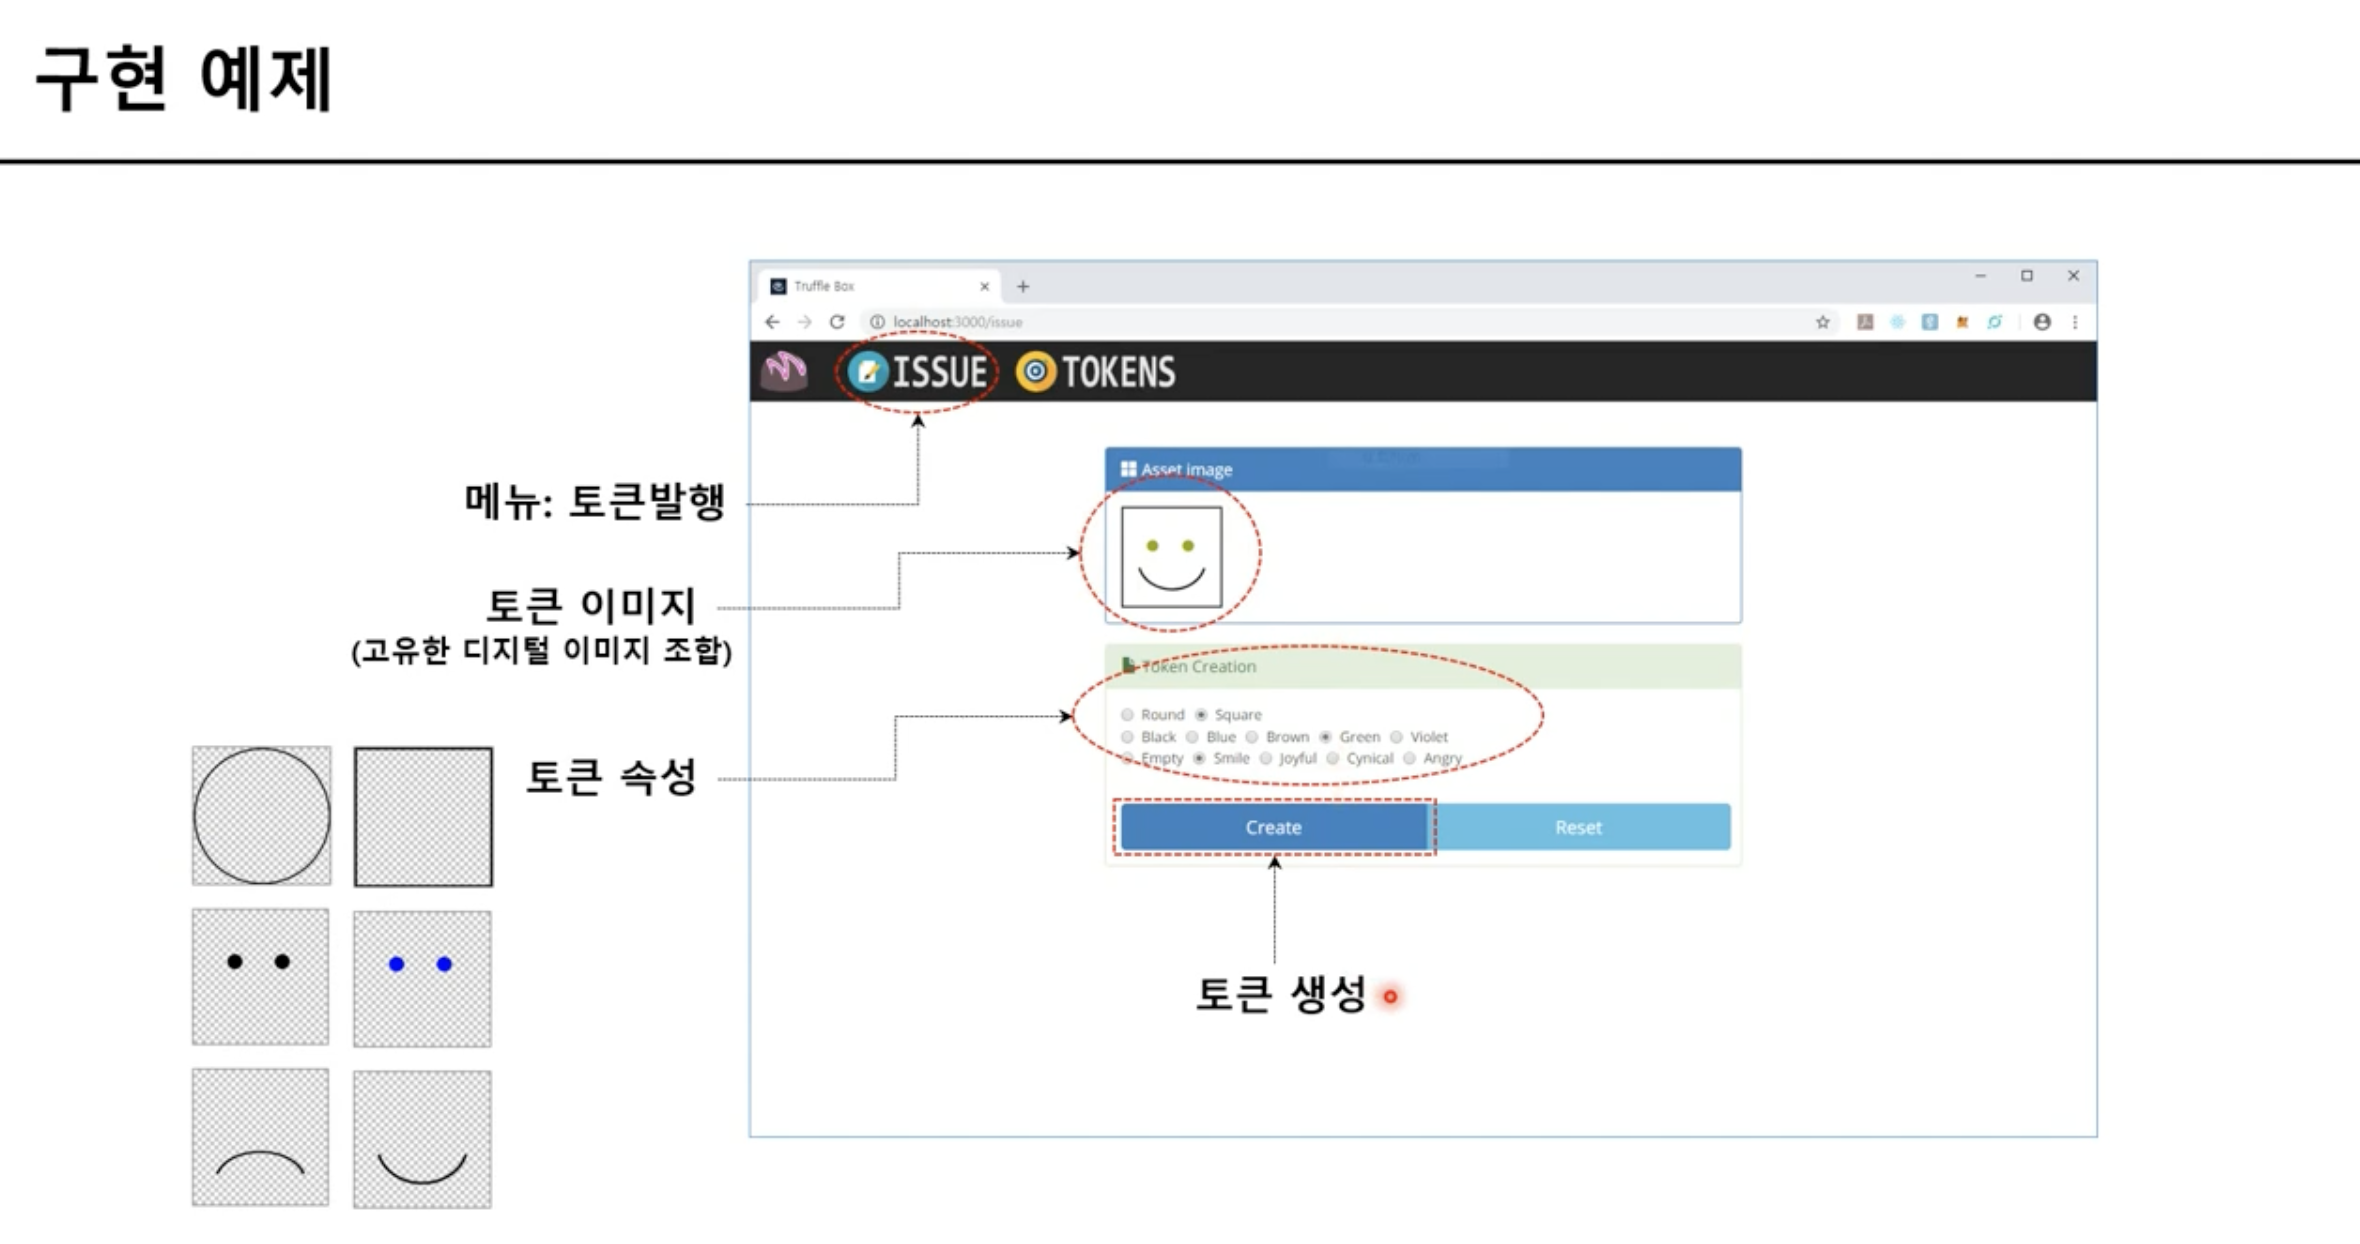 구현 예제
Truffle Box
localhost:3000/issue
ISSUE TOKENS
Asset image
메뉴: 토큰발행
토큰 이미지
(고유한 디지털 이미지 조합)
Token Creation
Round Square
Black Blue Brown Green Violet
Empty Smile Joyful Cynical Angry
토큰 속성
Create Reset
토큰 생성